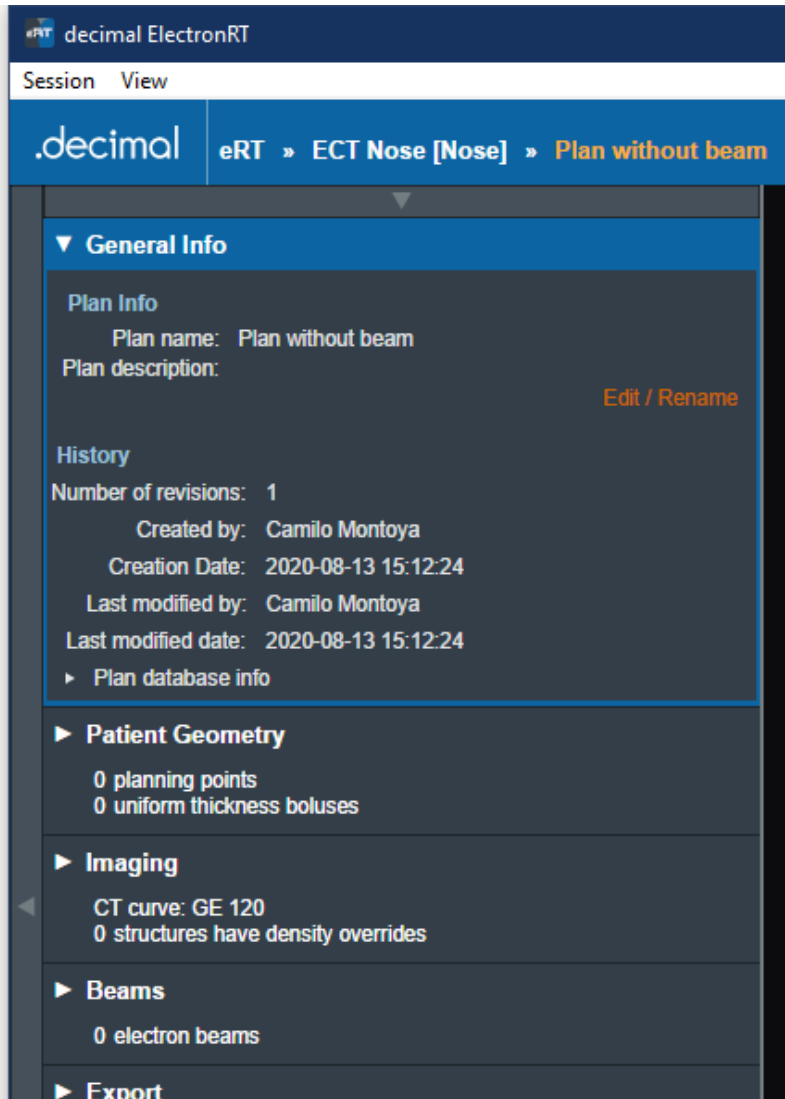 eRT decimal ElectronRT
Session View
.decimal eRT » ECT Nose [Nose] » Plan without beam
▼ General Info
Plan Info
Plan name: Plan without beam
Plan description:
Edit / Rename
History
Number of revisions: 1
Created by: Camilo Montoya
Creation Date: 2020-08-13 15:12:24
Last modified by: Camilo Montoya
Last modified date: 2020-08-13 15:12:24
Plan database info
Patient Geometry
0 planning points
0 uniform thickness boluses
Imaging
CT curve: GE 120
0 structures have density overrides
Beams
0 electron beams
Export